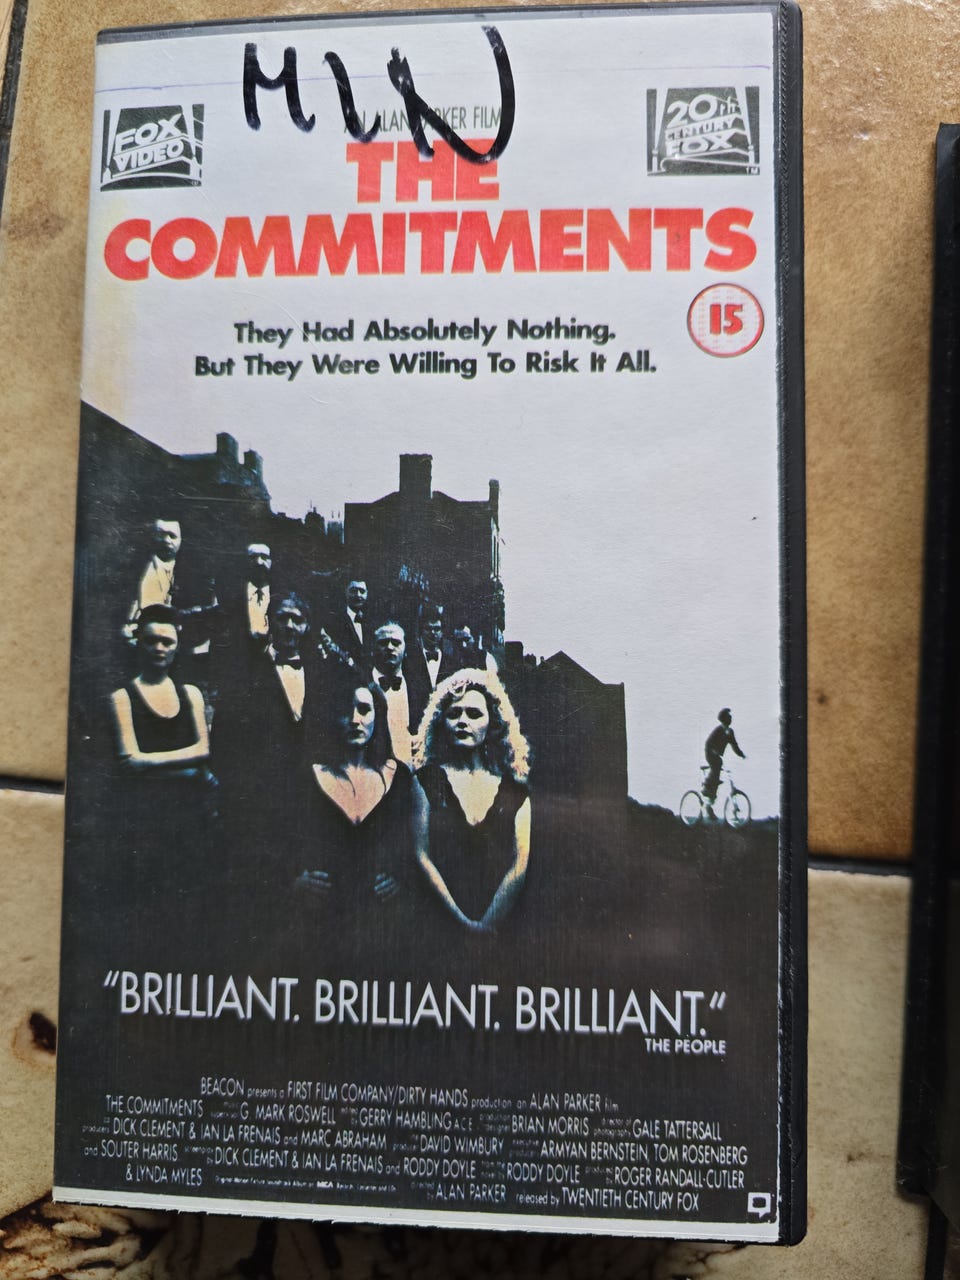 MLN
FOX
VIDEO
AN ALAN PARKER FILM
20th
CENTURY
FOX
THE
COMMITMENTS
15
They Had Absolutely Nothing.
But They Were Willing To Risk It All.
"BRILLIANT. BRILLIANT. BRILLIANT."
THE PEOPLE
BEACON presents a FIRST FILM COMPANY/DIRTY HANDS production an ALAN PARKER film
THE COMMITMENTS G. MARK ROSWELL GERRY HAMBLING A.C.E. BRIAN MORRIS GALE TATTERSALL
DICK CLEMENT & IAN LA FRENAIS and MARC ABRAHAM DAVID WIMBURY ARMYAN BERNSTEIN, TOM ROSENBERG
and SOUTER HARRIS DICK CLEMENT & IAN LA FRENAIS and RODDY DOYLE RODDY DOYLE ROGER RANDALL-CUTLER
& LYNDA MYLES ALAN PARKER released by TWENTIETH CENTURY FOX